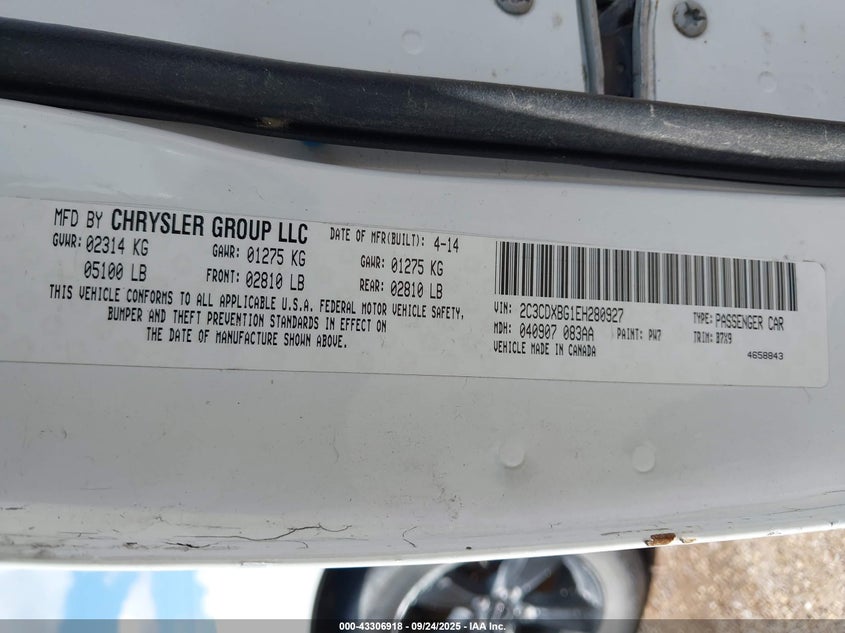 MFD BY CHRYSLER GROUP LLC DATE OF MFR(BUILT): 4-14
GVWR: 02314 KG GAWR: 01275 KG GAWR: 01275 KG
05100 LB FRONT: 02810 LB REAR: 02810 LB
THIS VEHICLE CONFORMS TO ALL APPLICABLE U.S.A. FEDERAL MOTOR VEHICLE SAFETY,
BUMPER AND THEFT PREVENTION STANDARDS IN EFFECT ON
THE DATE OF MANUFACTURE SHOWN ABOVE.
VIN: 2C3CDXBG1EH280927 TYPE: PASSENGER CAR
MDH: 040907 083AA PAINT: PW7 TRIM: B7X9
VEHICLE MADE IN CANADA 4658843
000-43306918 - 09/24/2025 - IAA Inc.